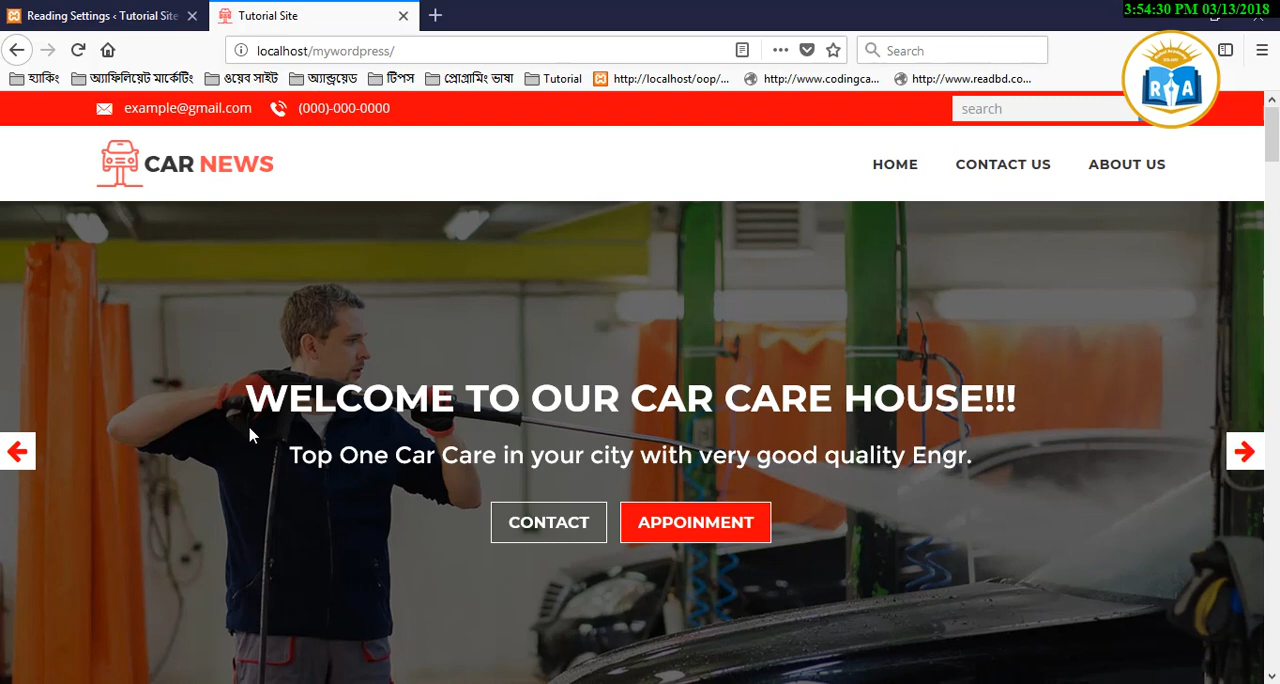 Reading Settings ‹ Tutorial Site
Tutorial Site
3:54:30 PM 03/13/2018
localhost/mywordpress/
Search
হ্যাকিং
অ্যাফিলিয়েট মার্কেটিং
ওয়েব সাইট
অ্যান্ড্রয়েড
টিপস
প্রোগ্রামিং ভাষা
Tutorial
http://localhost/oop/...
http://www.codingca...
http://www.readbd.co...
R A
example@gmail.com
(000)-000-0000
search
CAR NEWS
HOME
CONTACT US
ABOUT US
WELCOME TO OUR CAR CARE HOUSE!!!
Top One Car Care in your city with very good quality Engr.
CONTACT
APPOINMENT